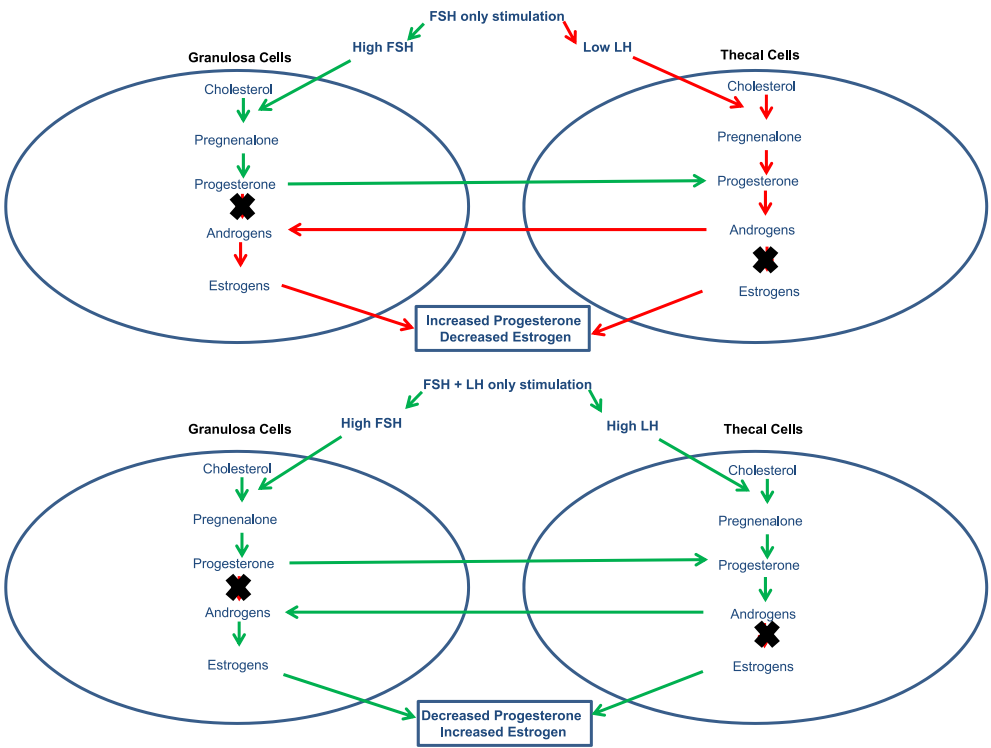 FSH only stimulation
High FSH
Low LH
Granulosa Cells
Thecal Cells
Cholesterol
Cholesterol
Pregnenalone
Pregnenalone
Progesterone
Progesterone
Androgens
Androgens
Estrogens
Estrogens
Increased Progesterone
Decreased Estrogen
FSH + LH only stimulation
High FSH
High LH
Granulosa Cells
Thecal Cells
Cholesterol
Cholesterol
Pregnenalone
Pregnenalone
Progesterone
Progesterone
Androgens
Androgens
Estrogens
Estrogens
Decreased Progesterone
Increased Estrogen